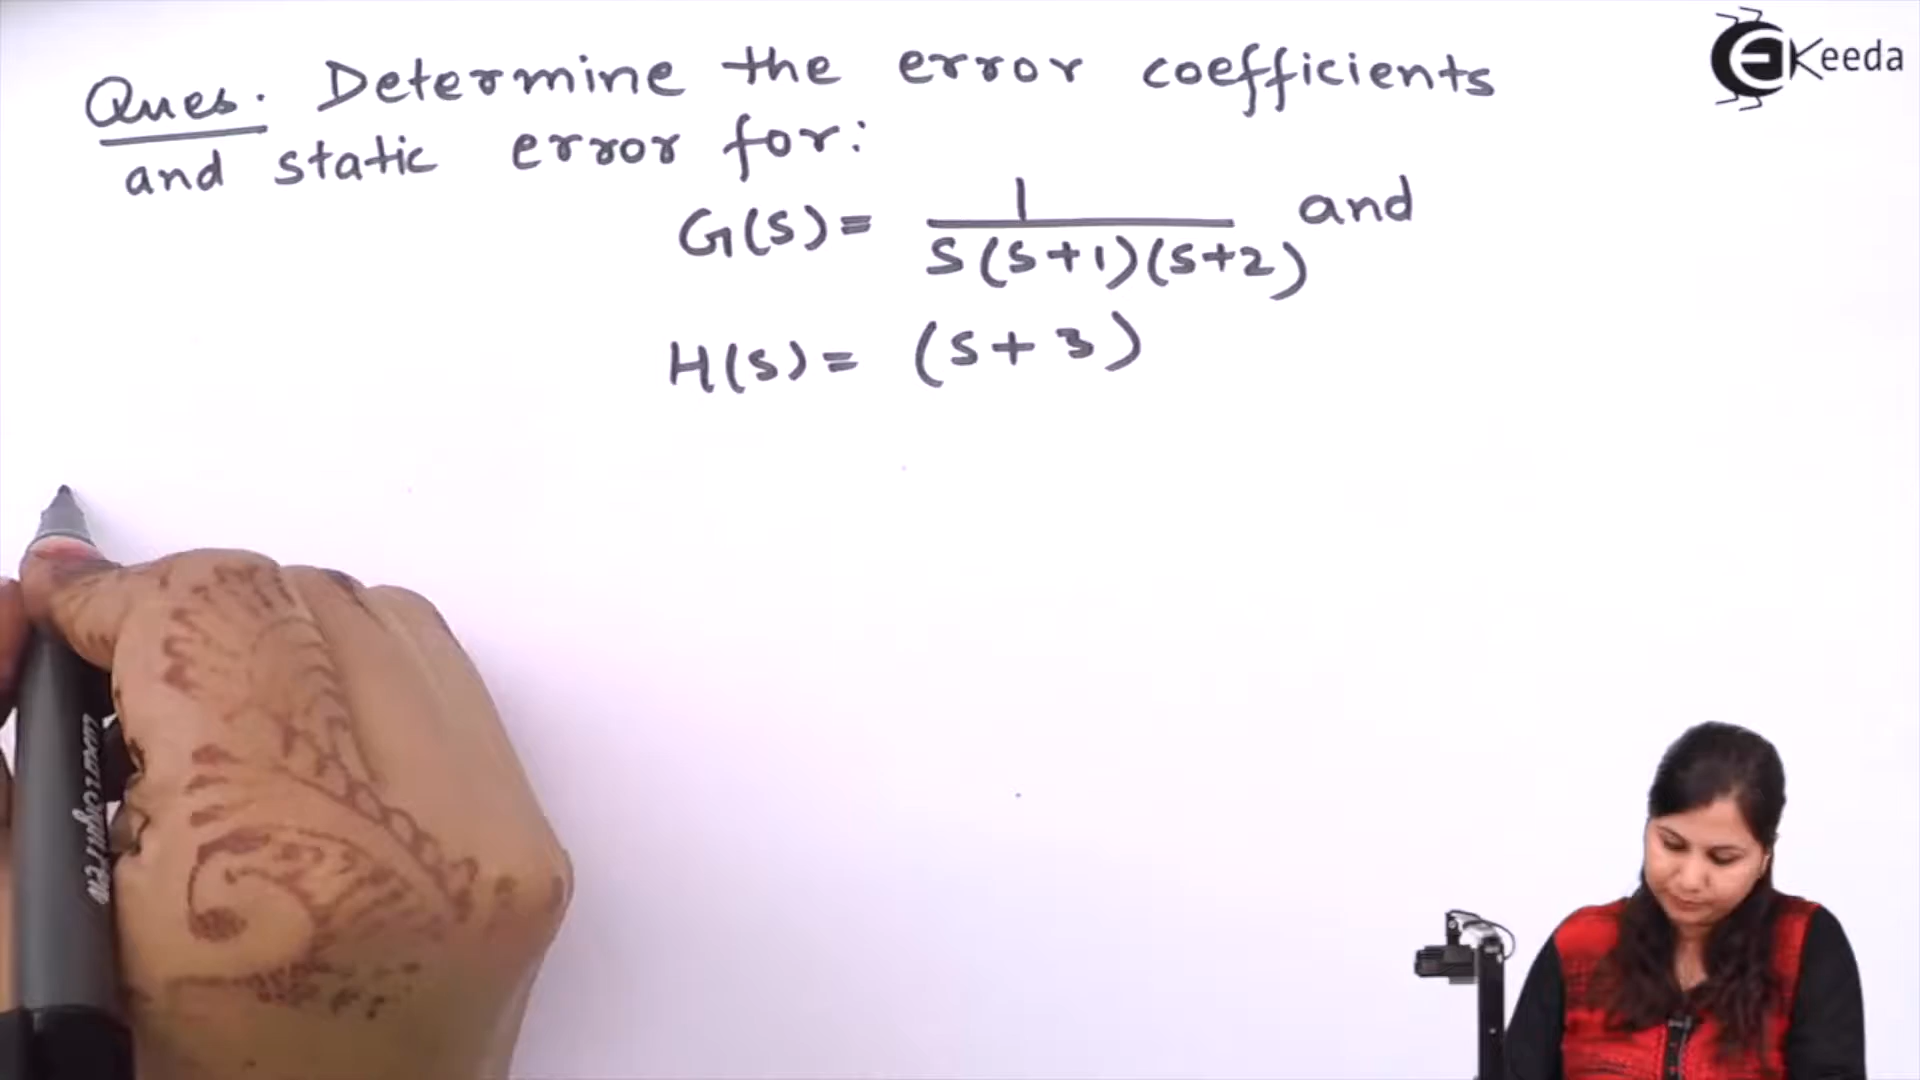 Ques. Determine the error coefficients
and static error for:
G(s) = 1 / s(s+1)(s+2) and
H(s) = (s+3)
EKeeda